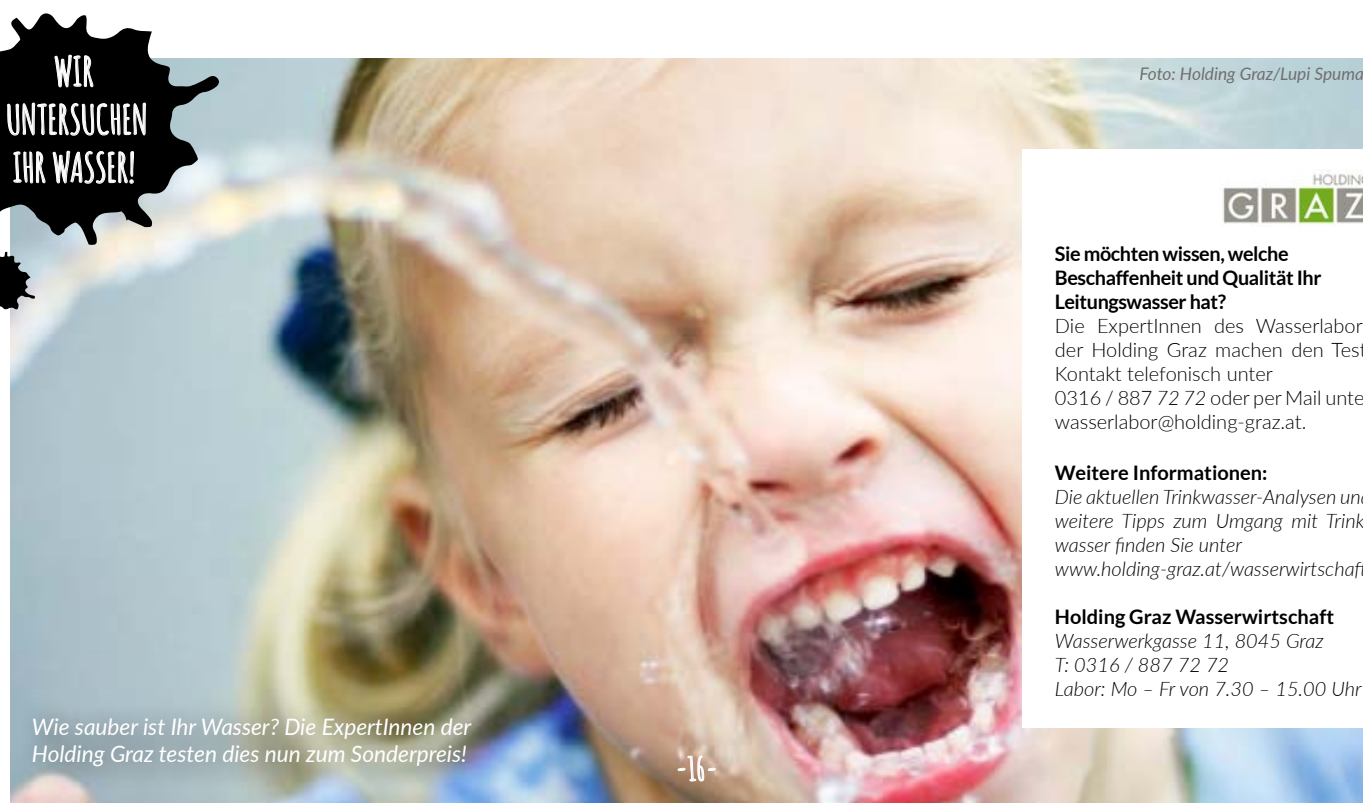 WIR
UNTERSUCHEN
IHR WASSER!
Foto: Holding Graz/Lupi Spuma
HOLDING
GRAZ
Sie möchten wissen, welche
Beschaffenheit und Qualität Ihr
Leitungswasser hat?
Die ExpertInnen des Wasserlabor
der Holding Graz machen den Test
Kontakt telefonisch unter
0316 / 887 72 72 oder per Mail unte
wasserlabor@holding-graz.at.
Weitere Informationen:
Die aktuellen Trinkwasser-Analysen und
weitere Tipps zum Umgang mit Trink
wasser finden Sie unter
www.holding-graz.at/wasserwirtschaft
Holding Graz Wasserwirtschaft
Wasserwerkgasse 11, 8045 Graz
T: 0316 / 887 72 72
Labor: Mo – Fr von 7.30 – 15.00 Uhr
Wie sauber ist Ihr Wasser? Die ExpertInnen der
Holding Graz testen dies nun zum Sonderpreis!
-16-